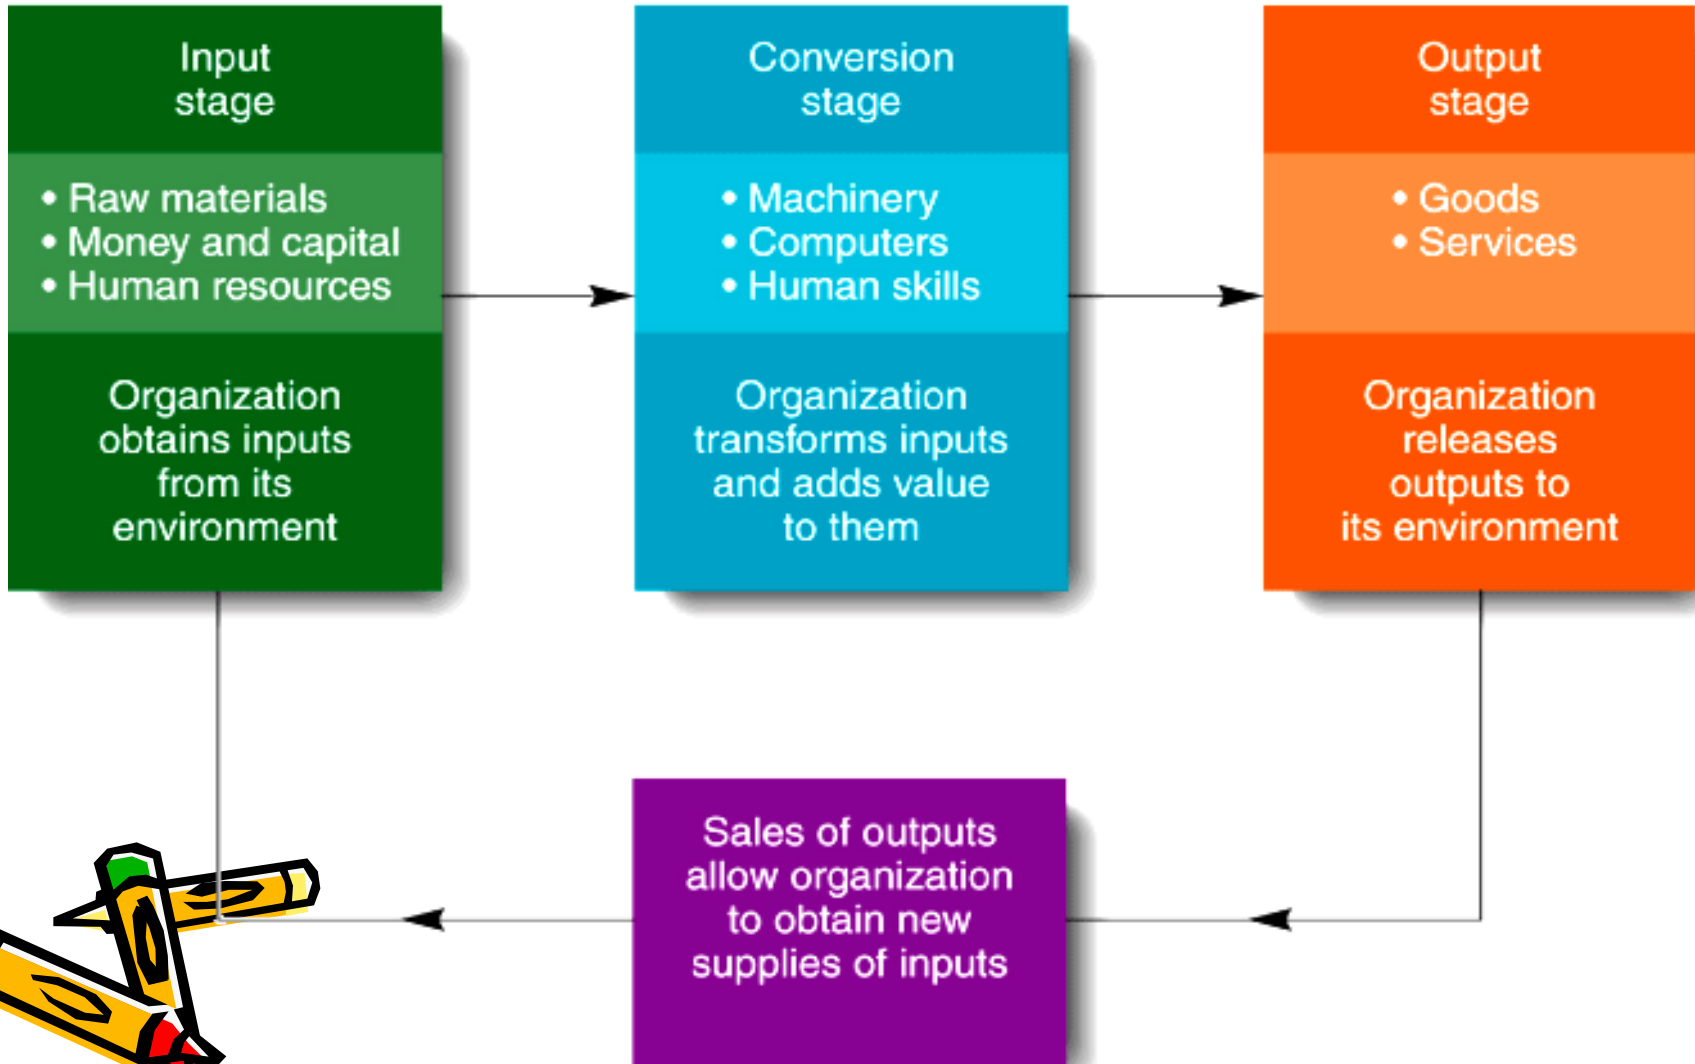 Input
stage
• Raw materials
• Money and capital
• Human resources
Organization
obtains inputs
from its
environment
Conversion
stage
• Machinery
• Computers
• Human skills
Organization
transforms inputs
and adds value
to them
Output
stage
• Goods
• Services
Organization
releases
outputs to
its environment
Sales of outputs
allow organization
to obtain new
supplies of inputs